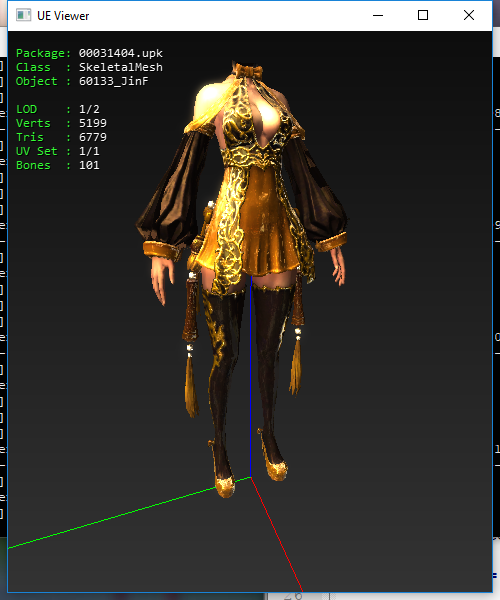 UE Viewer
Package: 00031404.upk
Class : SkeletalMesh
Object : 60133_JinF
LOD : 1/2
Verts : 5199
Tris : 6779
UV Set : 1/1
Bones : 101